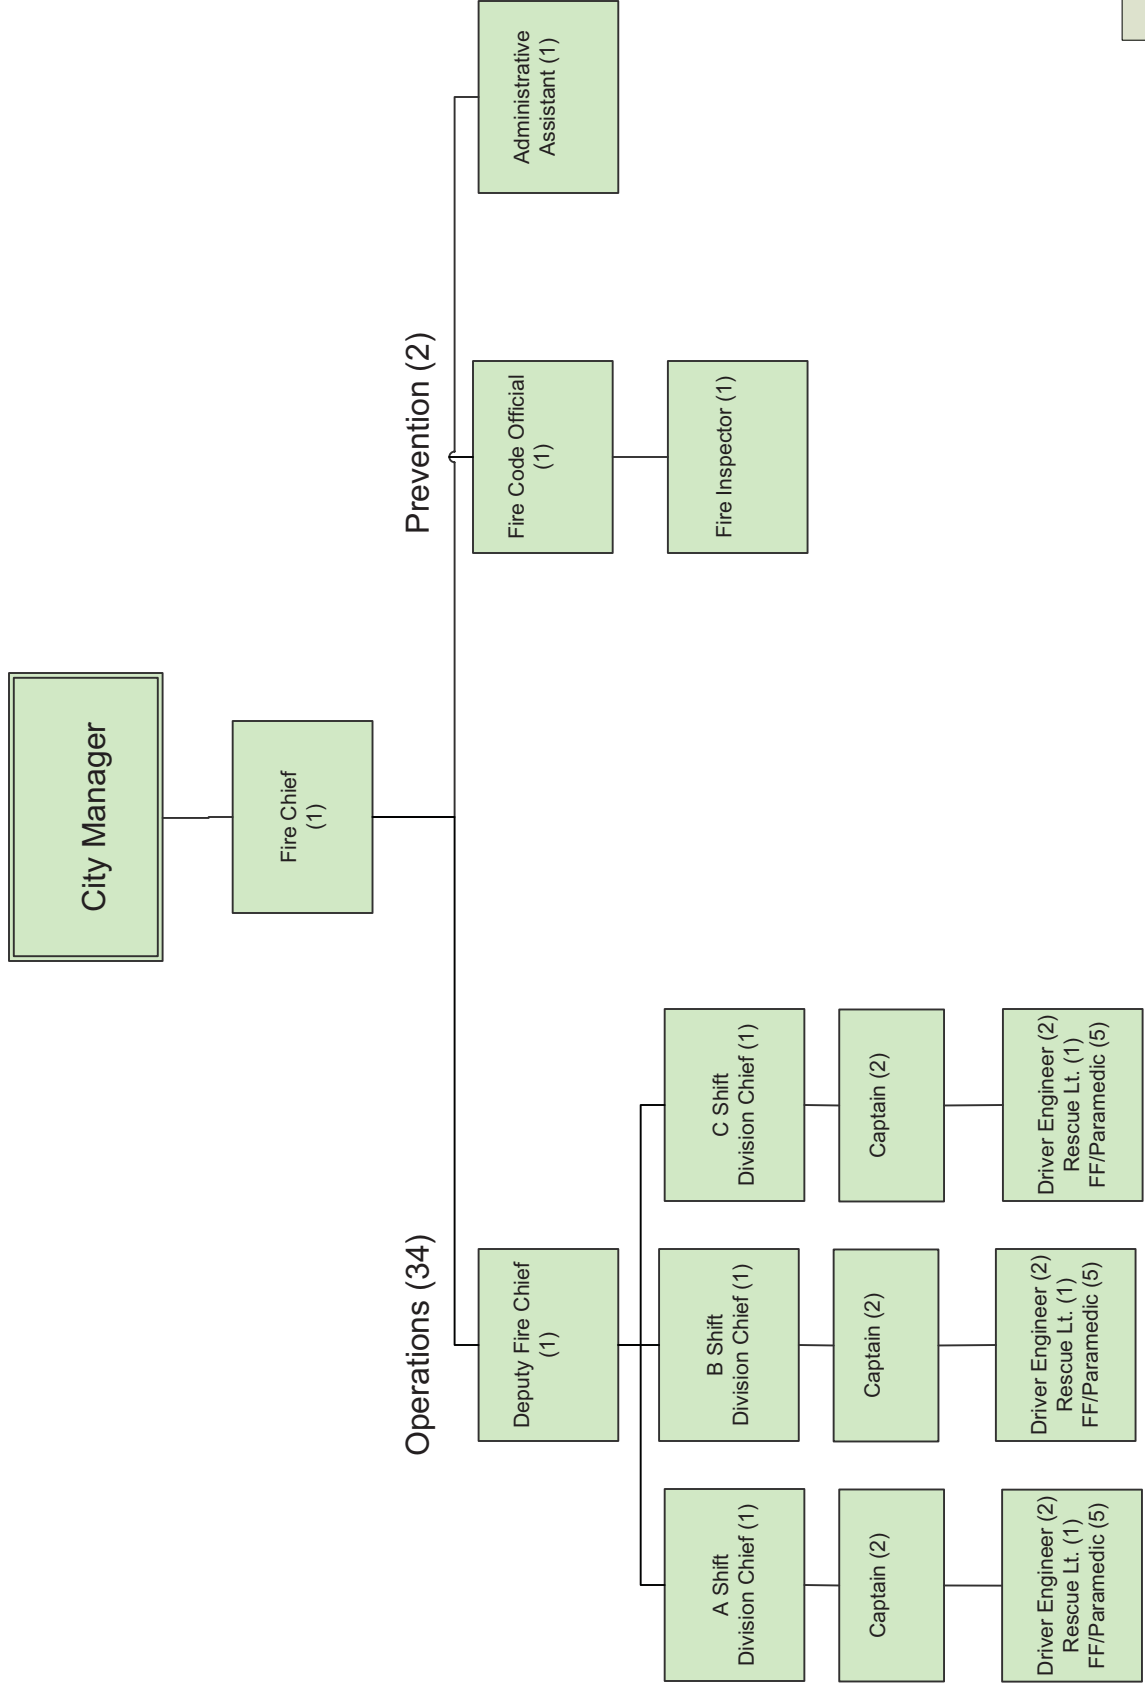 City Manager
Fire Chief
(1)
Operations (34)
Prevention (2)
Deputy Fire Chief
(1)
Fire Code Official
(1)
Administrative
Assistant (1)
A Shift
Division Chief (1)
B Shift
Division Chief (1)
C Shift
Division Chief (1)
Fire Inspector (1)
Captain (2)
Captain (2)
Captain (2)
Driver Engineer (2)
Rescue Lt. (1)
FF/Paramedic (5)
Driver Engineer (2)
Rescue Lt. (1)
FF/Paramedic (5)
Driver Engineer (2)
Rescue Lt. (1)
FF/Paramedic (5)